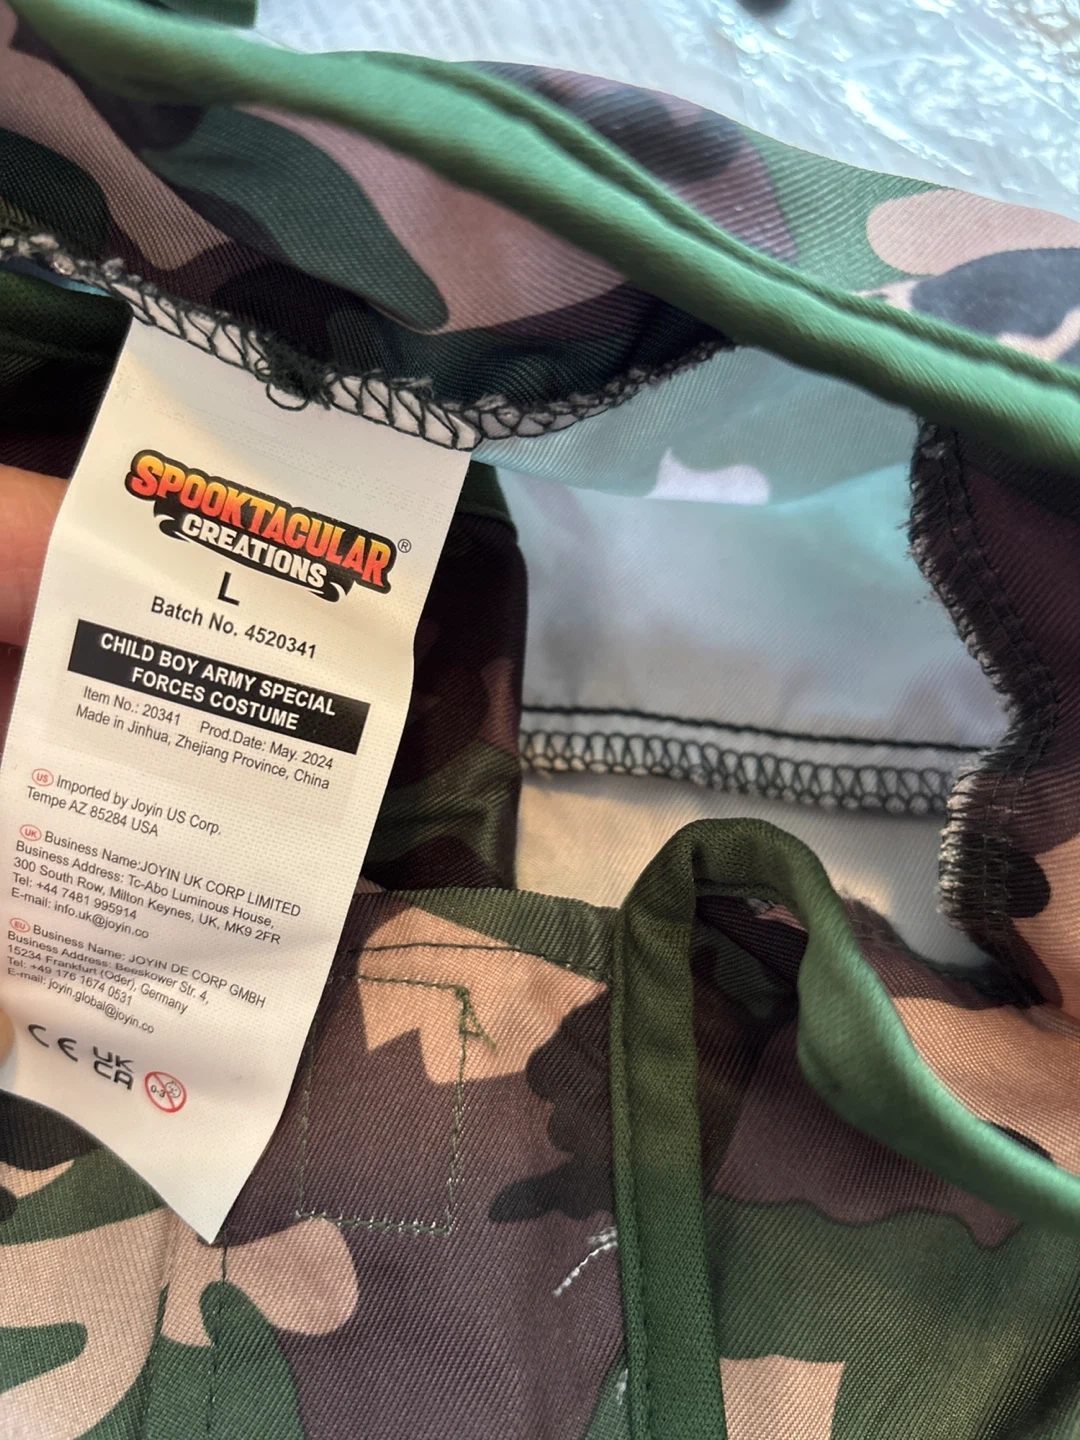 SPOOKTACULAR ®
CREATIONS
L
Batch No. 4520341
CHILD BOY ARMY SPECIAL
FORCES COSTUME
Item No.: 20341 Prod.Date: May. 2024
Made in Jinhua, Zhejiang Province, China
US Imported by Joyin US Corp.
Tempe AZ 85284 USA
UK Business Name:JOYIN UK CORP LIMITED
Business Address: Tc-Abo Luminous House,
300 South Row, Milton Keynes, UK, MK9 2FR
Tel: +44 7481 995914
E-mail: info.uk@joyin.co
EU Business Name: JOYIN DE CORP GMBH
Business Address: Beeskower Str. 4,
15234 Frankfurt (Oder), Germany
Tel: +49 176 1674 0531
E-mail: joyin.global@joyin.co
CE UK CA 0-3